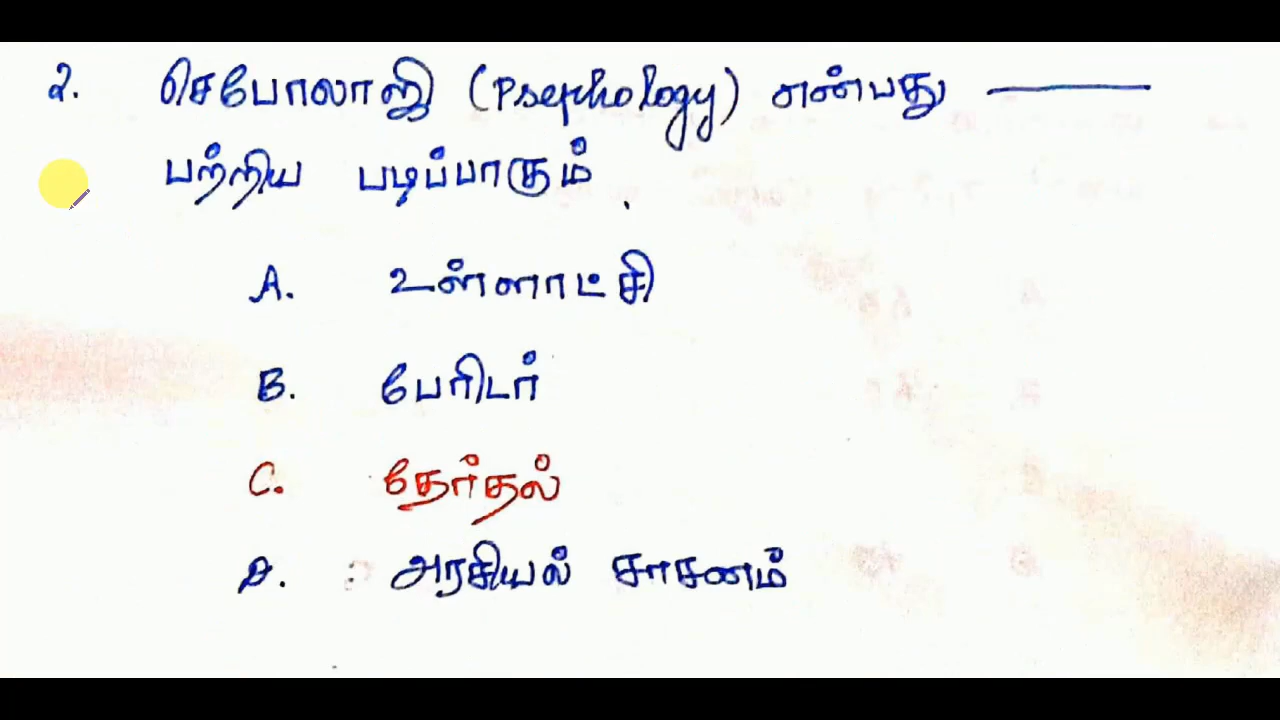 2. செபோலாஜி (Psephology) என்பது ———
பற்றிய படிப்பாகும்.
A. உள்ளாட்சி
B. பேரிடர்
C. தேர்தல்
D. அரசியல் சாசனம்